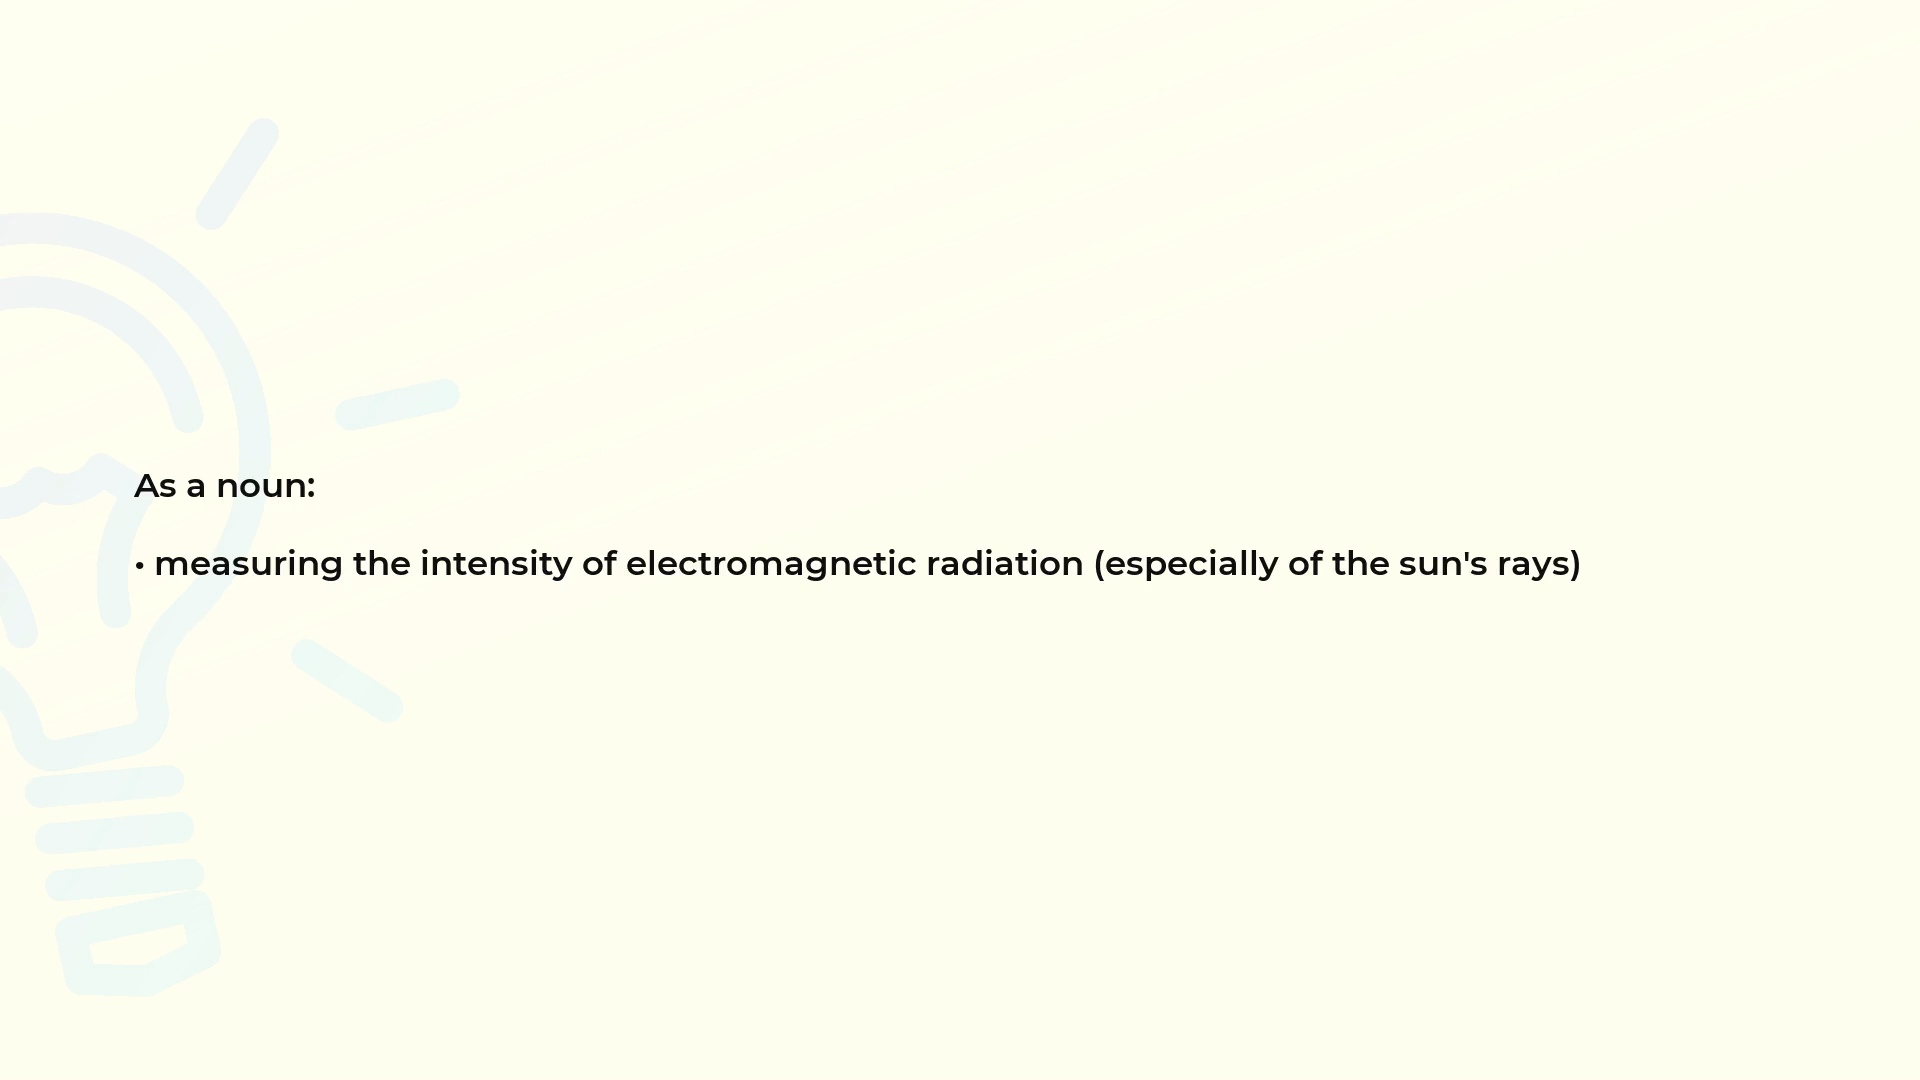 As a noun:
• measuring the intensity of electromagnetic radiation (especially of the sun's rays)